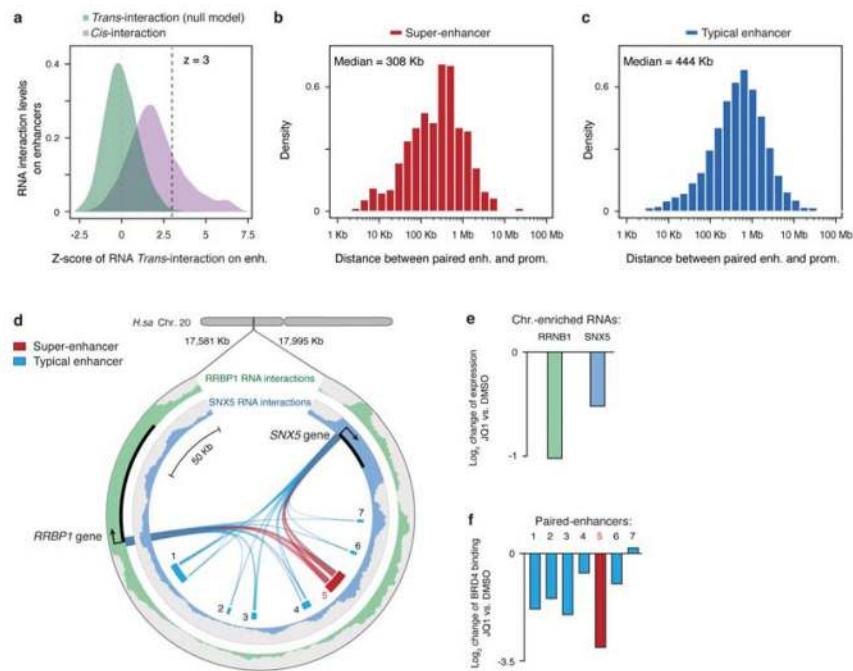 a
Trans-interaction (null model)
Cis-interaction
z = 3
0.4
0.2
0
RNA interaction levels
on enhancers
-2.5 0 2.5 5 7.5
Z-score of RNA Trans-interaction on enh.
b
Super-enhancer
Median = 308 Kb
0.6
0
Density
1 Kb 10 Kb 100 Kb 1 Mb 10 Mb 100 Mb
Distance between paired enh. and prom.
c
Typical enhancer
Median = 444 Kb
0.6
0
Density
1 Kb 10 Kb 100 Kb 1 Mb 10 Mb 100 Mb
Distance between paired enh. and prom.
d
H.sa Chr. 20
17,581 Kb 17,995 Kb
Super-enhancer
Typical enhancer
RRBP1 RNA interactions
SNX5 RNA interactions
50 Kb
SNX5 gene
RRBP1 gene
1
2
3
4
5
6
7
e
Chr.-enriched RNAs:
RRNB1 SNX5
0
-1
Log₂ change of expression
JQ1 vs. DMSO
f
Paired-enhancers:
1 2 3 4 5 6 7
0
-3.5
Log₂ change of BRD4 binding
JQ1 vs. DMSO